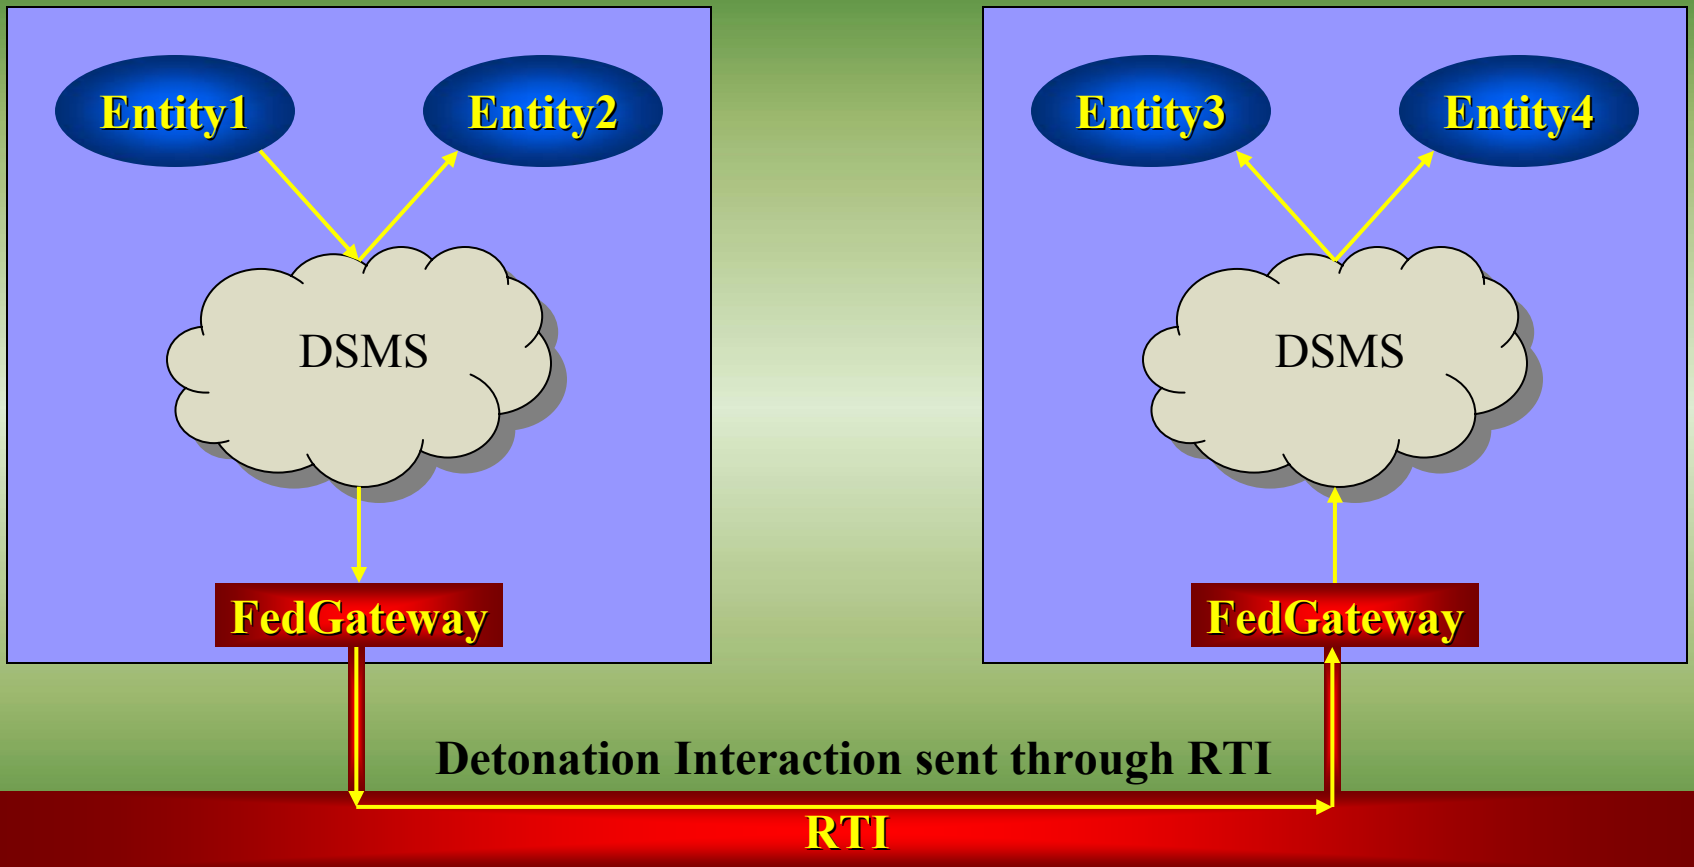 Entity1
Entity2
Entity3
Entity4
DSMS
DSMS
FedGateway
FedGateway
Detonation Interaction sent through RTI
RTI